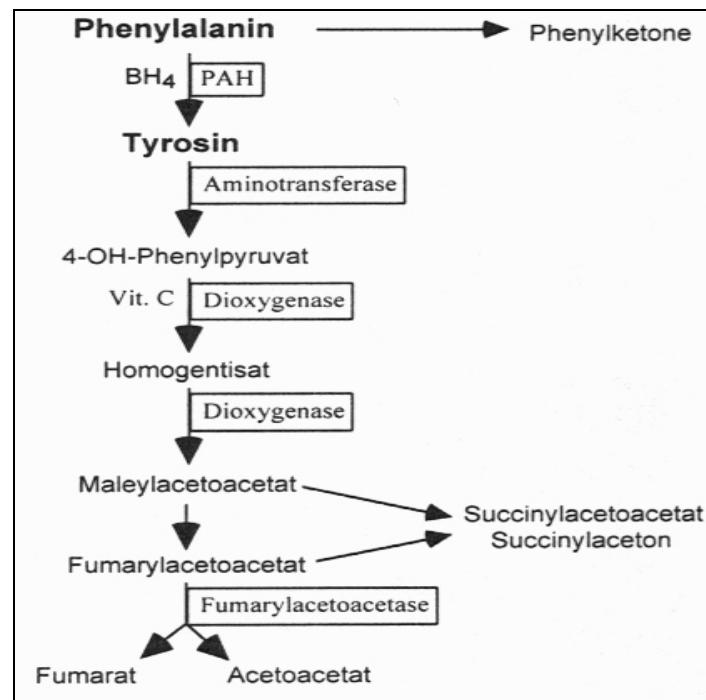 Phenylalanin
Phenylketone
BH4
PAH
Tyrosin
Aminotransferase
4-OH-Phenylpyruvat
Vit. C
Dioxygenase
Homogentisat
Dioxygenase
Maleylacetoacetat
Succinylacetoacetat
Succinylaceton
Fumarylacetoacetat
Fumarylacetoacetase
Fumarat
Acetoacetat